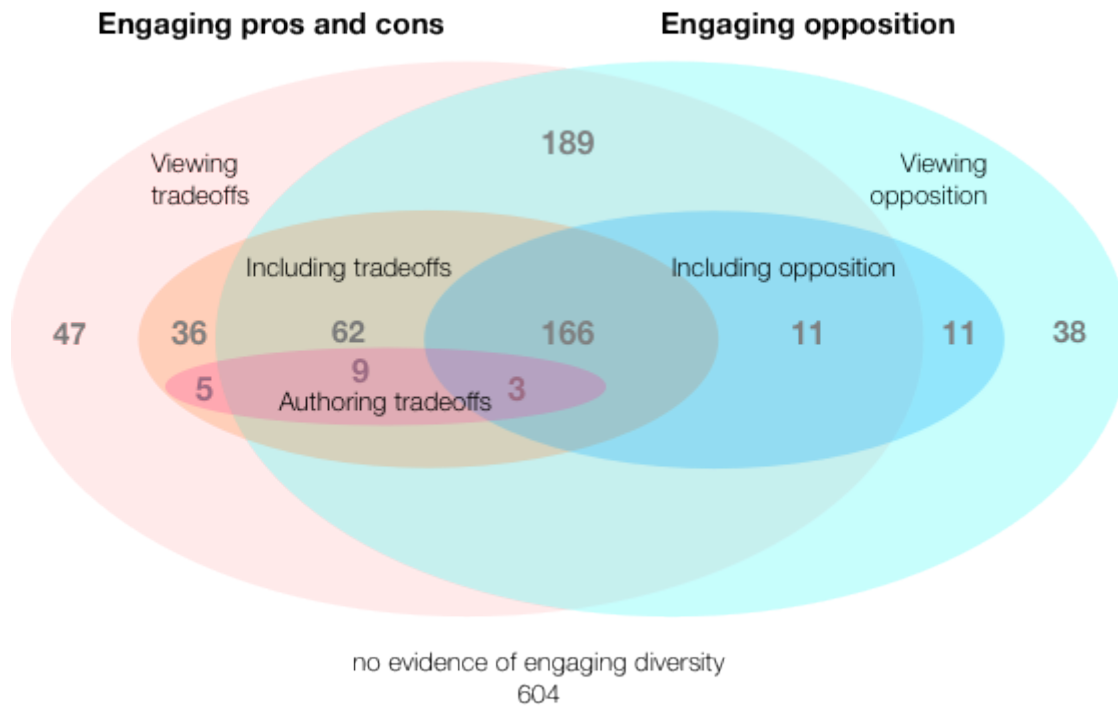 Engaging pros and cons
Engaging opposition
189
Viewing
tradeoffs
Viewing
opposition
Including tradeoffs
Including opposition
47
36
62
166
11
11
38
9
5
3
Authoring tradeoffs
no evidence of engaging diversity
604